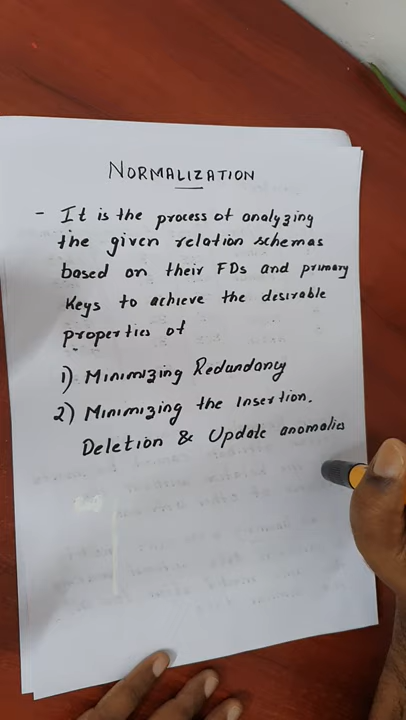 NORMALIZATION
- It is the process of analyzing
the given relation schemas
based on their FDs and primary
Keys to achieve the desirable
properties of
1) Minimizing Redundancy
2) Minimizing the Insertion.
Deletion & Update anomalies